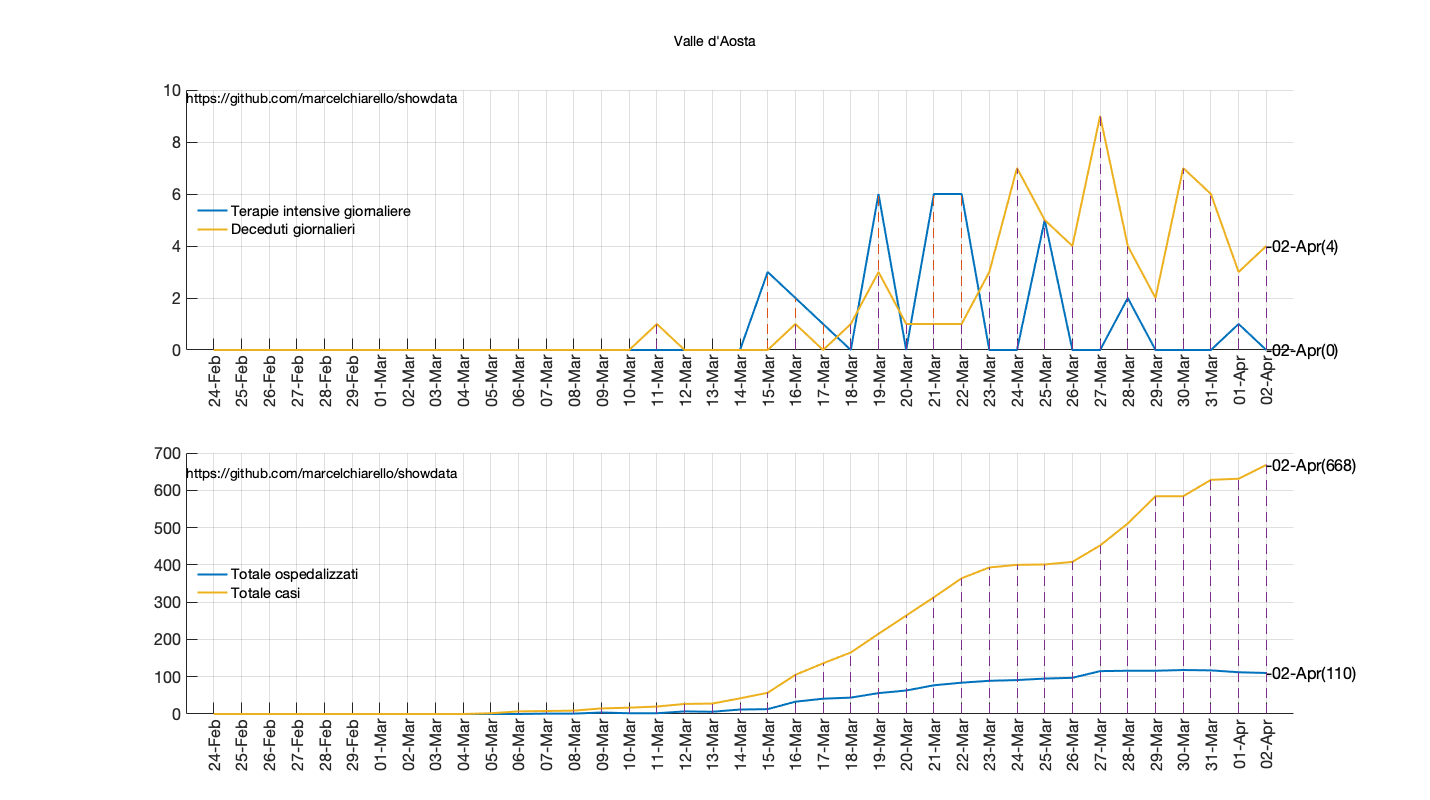 Valle d'Aosta
10
https://github.com/marcelchiarello/showdata
8
6
Terapie intensive giornaliere
Deceduti giornalieri
4
02-Apr(4)
2
0
02-Apr(0)
24-Feb 25-Feb 26-Feb 27-Feb 28-Feb 29-Feb 01-Mar 02-Mar 03-Mar 04-Mar 05-Mar 06-Mar 07-Mar 08-Mar 09-Mar 10-Mar 11-Mar 12-Mar 13-Mar 14-Mar 15-Mar 16-Mar 17-Mar 18-Mar 19-Mar 20-Mar 21-Mar 22-Mar 23-Mar 24-Mar 25-Mar 26-Mar 27-Mar 28-Mar 29-Mar 30-Mar 31-Mar 01-Apr 02-Apr
700
https://github.com/marcelchiarello/showdata
02-Apr(668)
600
500
400
Totale ospedalizzati
Totale casi
300
200
100
02-Apr(110)
0
24-Feb 25-Feb 26-Feb 27-Feb 28-Feb 29-Feb 01-Mar 02-Mar 03-Mar 04-Mar 05-Mar 06-Mar 07-Mar 08-Mar 09-Mar 10-Mar 11-Mar 12-Mar 13-Mar 14-Mar 15-Mar 16-Mar 17-Mar 18-Mar 19-Mar 20-Mar 21-Mar 22-Mar 23-Mar 24-Mar 25-Mar 26-Mar 27-Mar 28-Mar 29-Mar 30-Mar 31-Mar 01-Apr 02-Apr